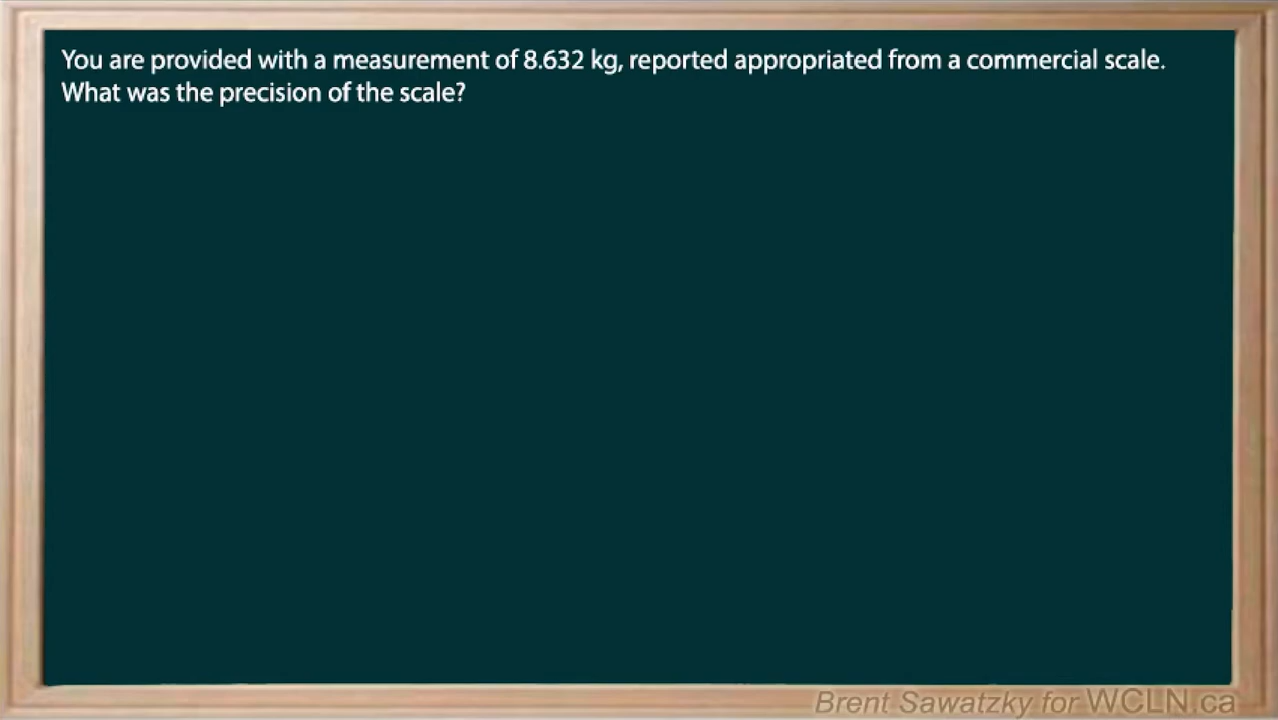 You are provided with a measurement of 8.632 kg, reported appropriated from a commercial scale.
What was the precision of the scale?
Brent Sawatzky for WCLN.ca